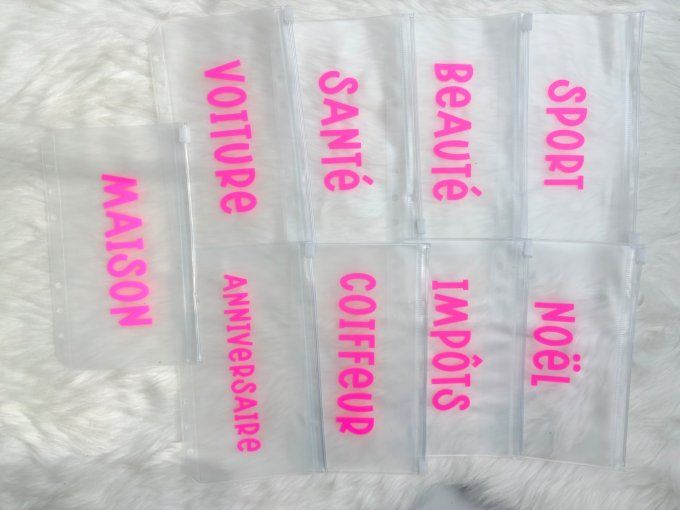 MAISON
VOITURE
SANTÉ
BEAUTÉ
SPORT
ANNIVERSAIRE
COIFFEUR
IMPÔTS
NOËL